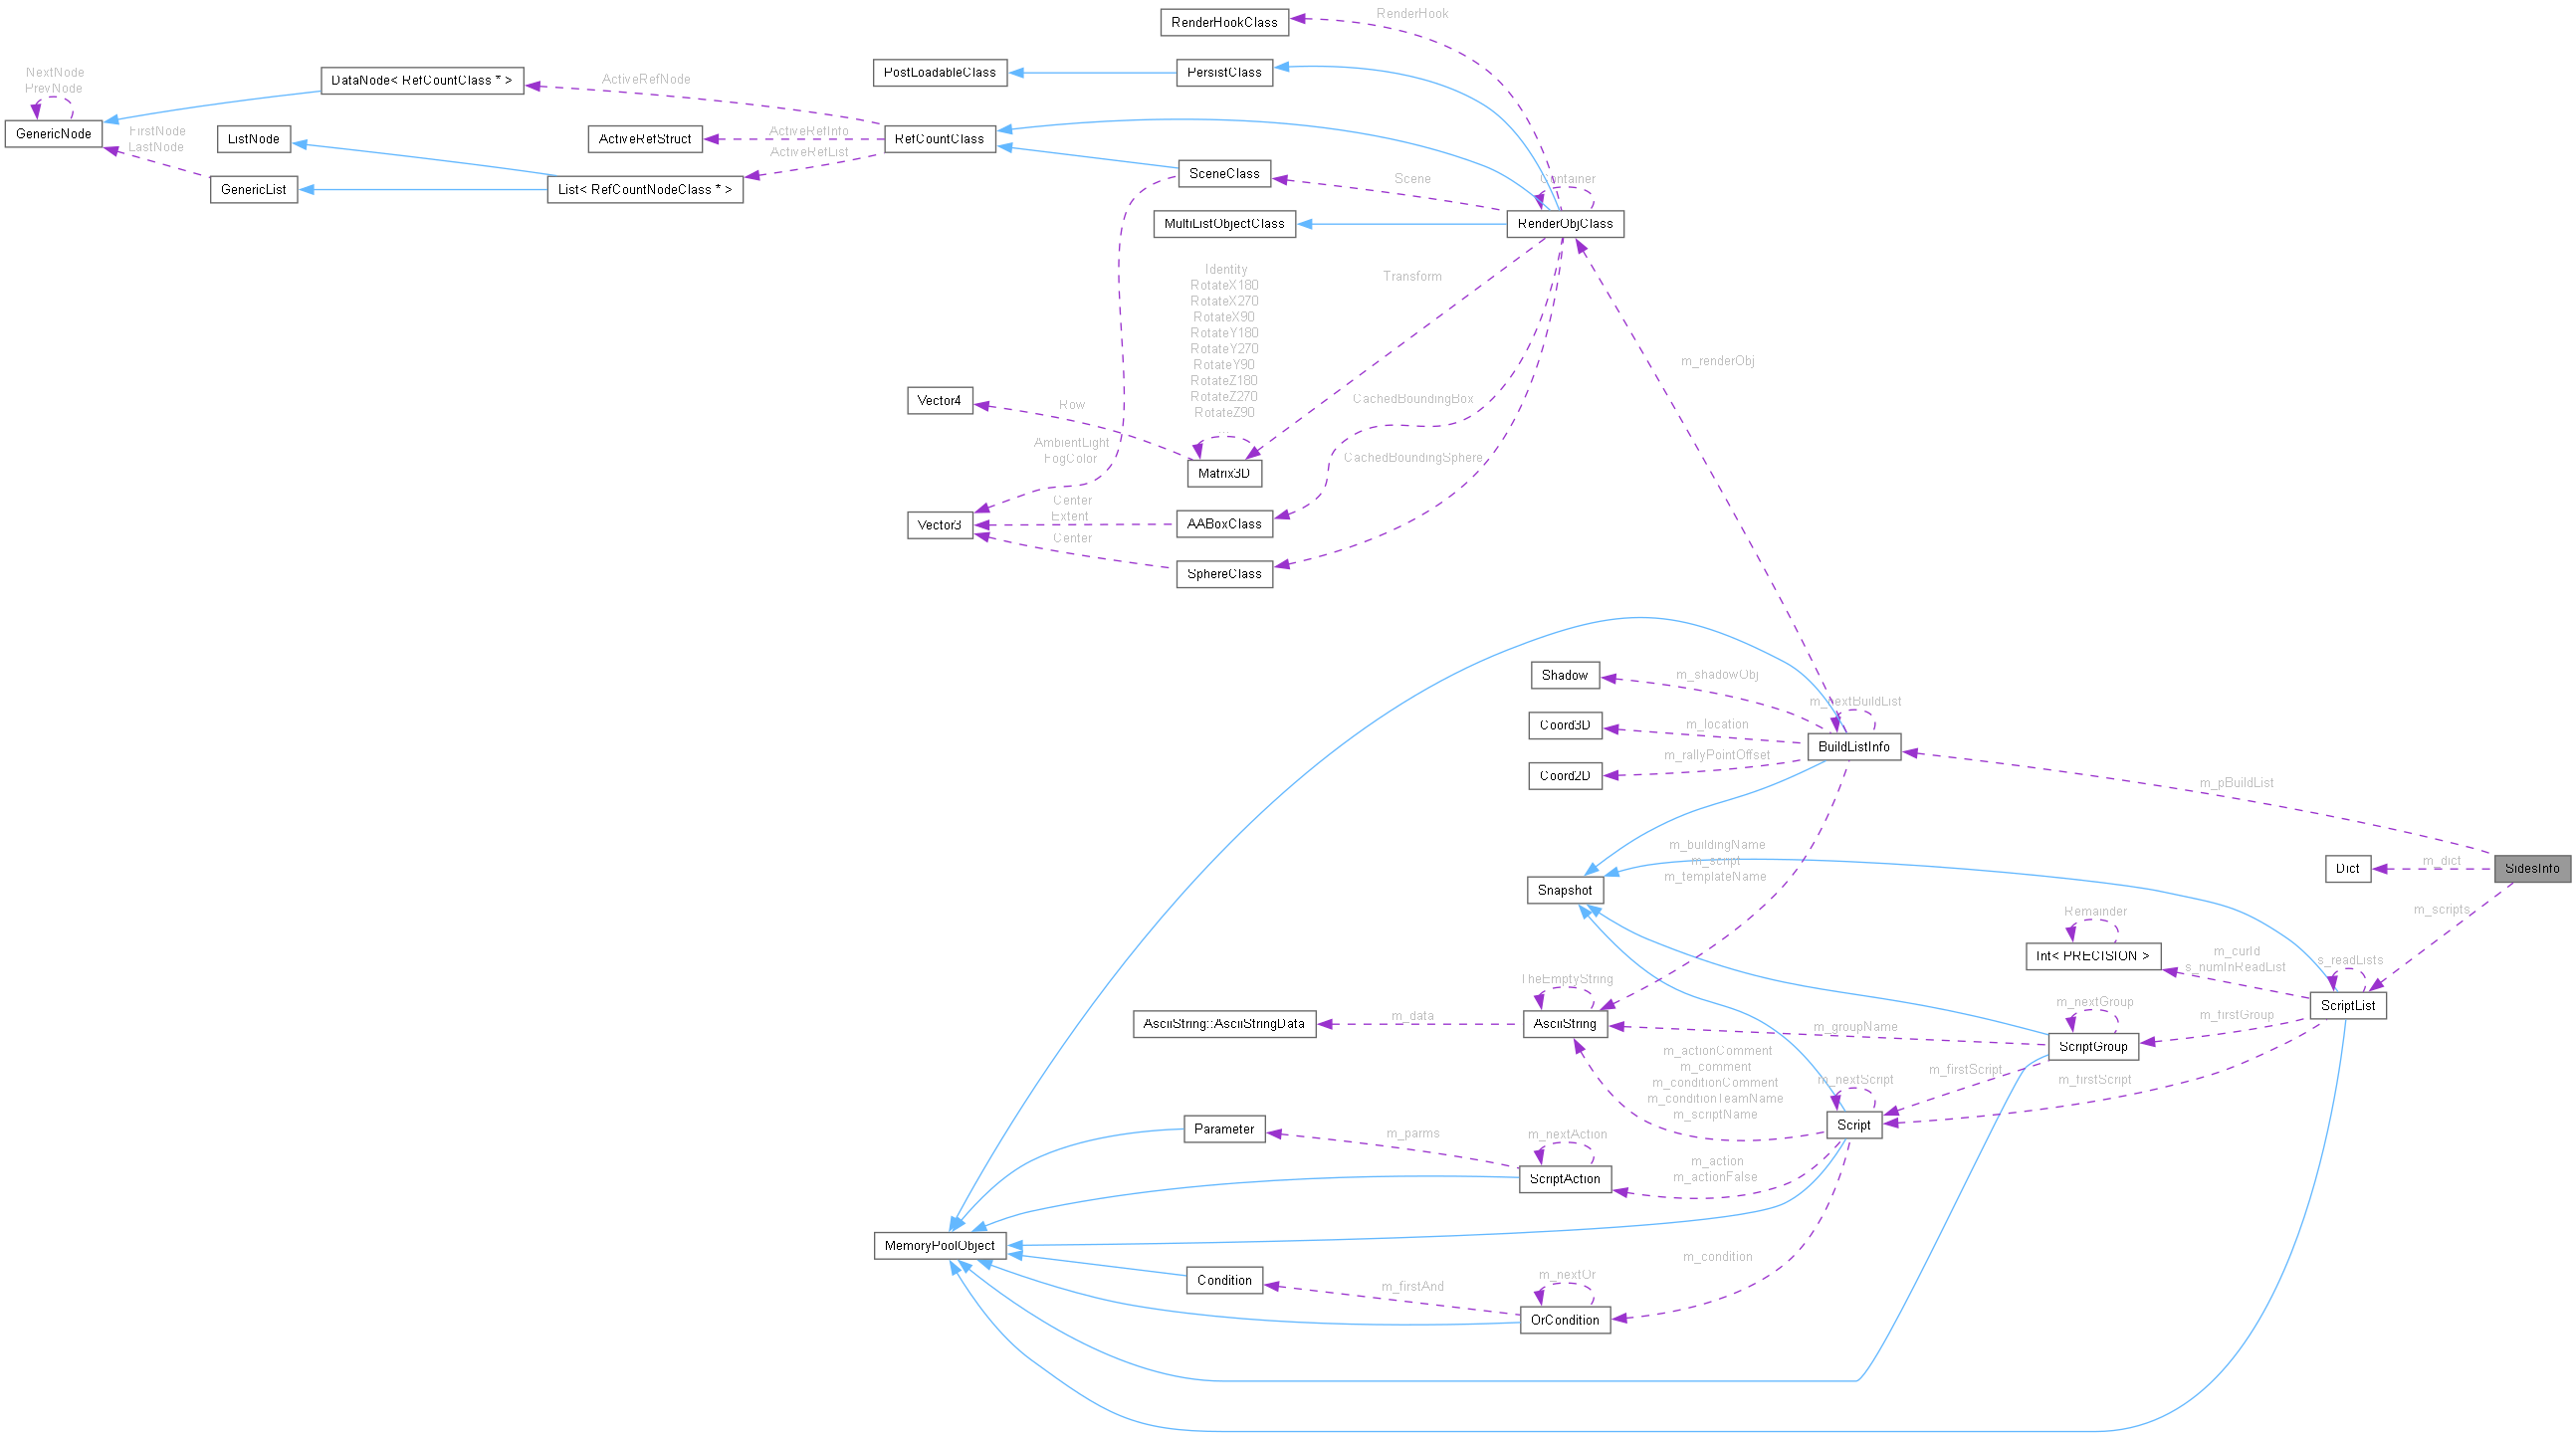 RenderHook
RenderHookClass
NextNode
PrevNode
DataNode< RefCountClass * >
ActiveRefNode
PostLoadableClass
PersistClass
GenericNode
FirstNode
LastNode
ListNode
ActiveRefStruct
ActiveRefInfo
ActiveRefList
RefCountClass
GenericList
List< RefCountNodeClass * >
SceneClass
Scene
Container
MultiListObjectClass
RenderObjClass
Identity
RotateX180
RotateX270
RotateX90
RotateY180
RotateY270
RotateY90
RotateZ180
RotateZ270
RotateZ90
...
Transform
m_renderObj
Vector4
Row
CachedBoundingBox
AmbientLight
FogColor
Matrix3D
CachedBoundingSphere
Vector3
Center
Extent
Center
AABoxClass
SphereClass
Shadow
m_shadowObj
m_nextBuildList
Coord3D
m_location
BuildListInfo
m_rallyPointOffset
Coord2D
m_pBuildList
m_buildingName
m_script
m_templateName
Snapshot
Dict
m_dict
SidesInfo
m_scripts
Remainder
Int< PRECISION >
m_curId
s_numInReadList
s_readLists
ScriptList
TheEmptyString
AsciiString::AsciiStringData
m_data
AsciiString
m_groupName
m_nextGroup
m_firstGroup
ScriptGroup
m_actionComment
m_comment
m_conditionComment
m_conditionTeamName
m_scriptName
m_firstScript
m_nextScript
m_firstScript
Script
Parameter
m_parms
m_nextAction
ScriptAction
m_action
m_actionFalse
MemoryPoolObject
m_condition
Condition
m_firstAnd
m_nextOr
OrCondition